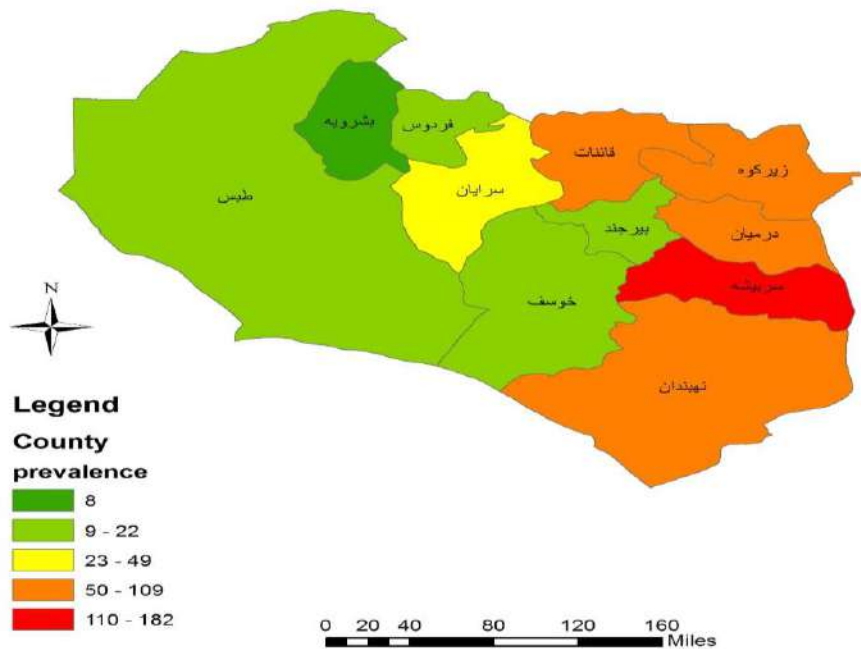 بشرویه
فردوس
قائنات
زیرکوه
طبس
سرایان
بیرجند
درمیان
سربیشه
خوسف
نهبندان
N
Legend
County
prevalence
8
9 - 22
23 - 49
50 - 109
110 - 182
0 20 40 80 120 160
Miles